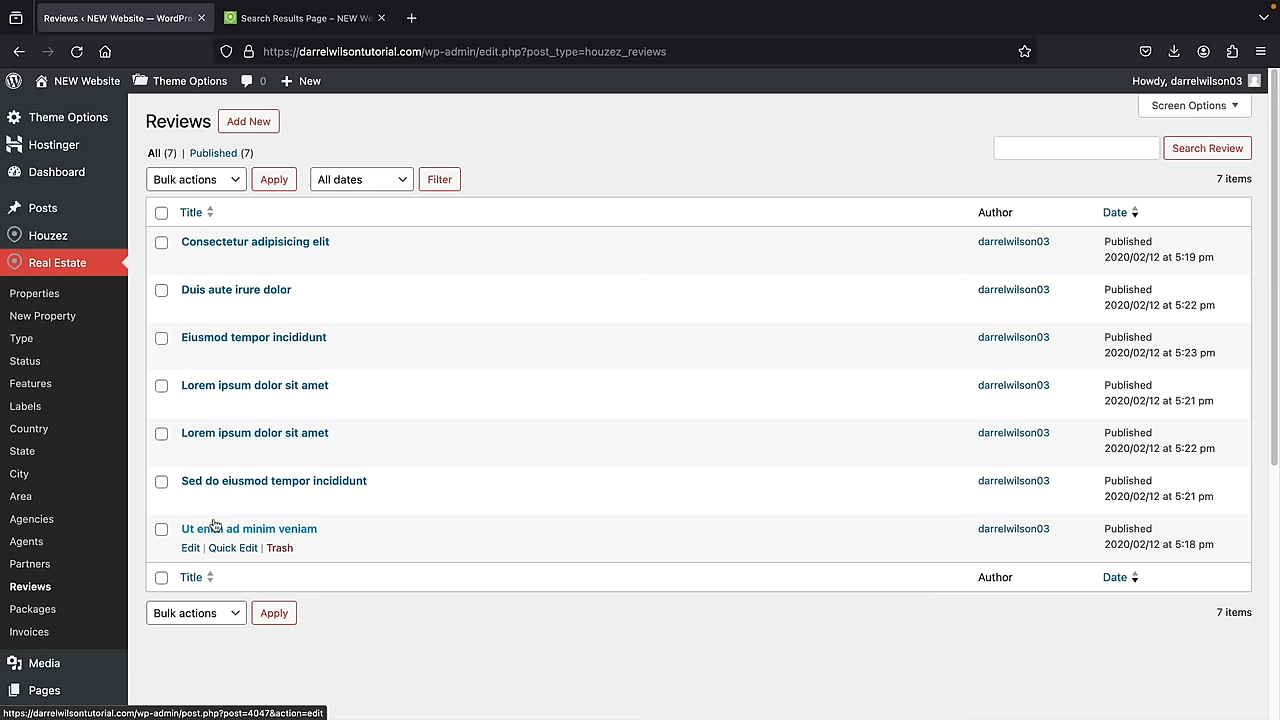 Reviews ‹ NEW Website — WordPre
Search Results Page – NEW We
https://darrelwilsontutorial.com/wp-admin/edit.php?post_type=houzez_reviews
NEW Website
Theme Options
0
New
Howdy, darrelwilson03
Theme Options
Hostinger
Dashboard
Posts
Houzez
Real Estate
Properties
New Property
Type
Status
Features
Labels
Country
State
City
Area
Agencies
Agents
Partners
Reviews
Packages
Invoices
Media
Pages
Screen Options
Reviews
Add New
All (7) | Published (7)
Search Review
Bulk actions
Apply
All dates
Filter
7 items
Title
Author
Date
Consectetur adipisicing elit
darrelwilson03
Published
2020/02/12 at 5:19 pm
Duis aute irure dolor
darrelwilson03
Published
2020/02/12 at 5:22 pm
Eiusmod tempor incididunt
darrelwilson03
Published
2020/02/12 at 5:23 pm
Lorem ipsum dolor sit amet
darrelwilson03
Published
2020/02/12 at 5:21 pm
Lorem ipsum dolor sit amet
darrelwilson03
Published
2020/02/12 at 5:22 pm
Sed do eiusmod tempor incididunt
darrelwilson03
Published
2020/02/12 at 5:21 pm
Ut enim ad minim veniam
Edit | Quick Edit | Trash
darrelwilson03
Published
2020/02/12 at 5:18 pm
Title
Author
Date
Bulk actions
Apply
7 items
https://darrelwilsontutorial.com/wp-admin/post.php?post=4047&action=edit